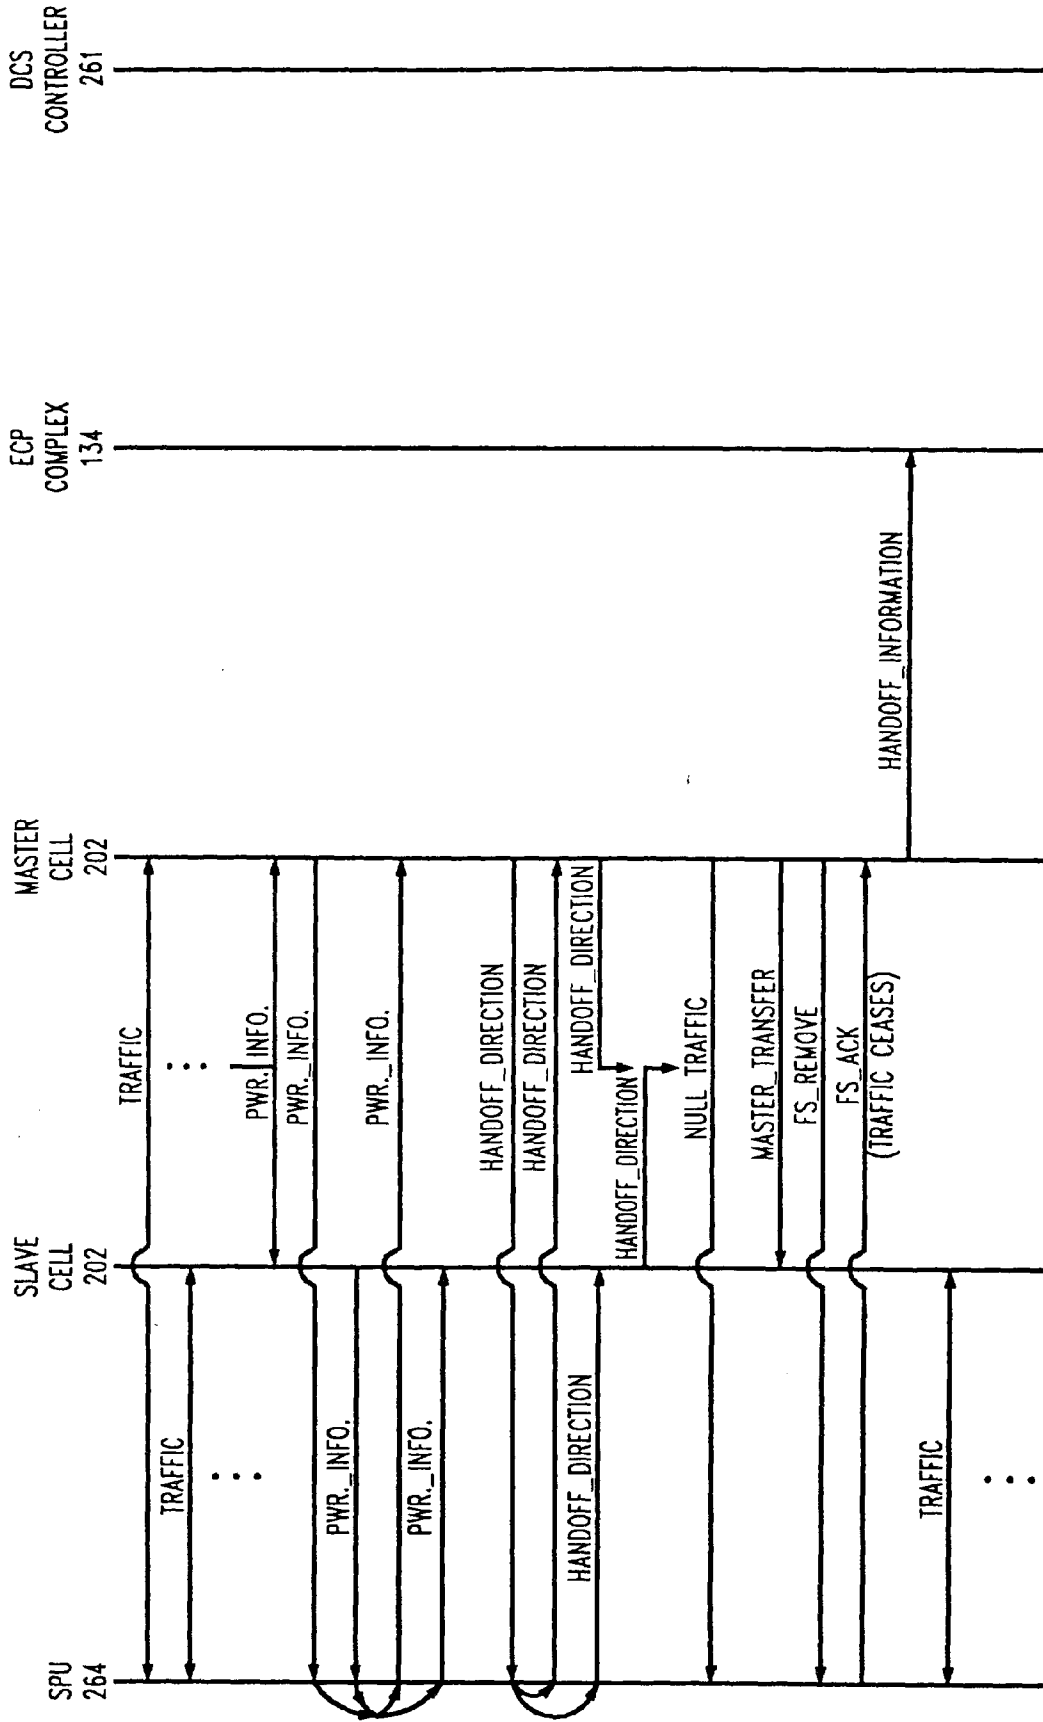 SPU
264
SLAVE
CELL
202
MASTER
CELL
202
ECP
COMPLEX
134
DCS
CONTROLLER
261
TRAFFIC
TRAFFIC
PWR._INFO.
PWR._INFO.
PWR._INFO.
PWR._INFO.
PWR._INFO.
HANDOFF_DIRECTION
HANDOFF_DIRECTION
HANDOFF_DIRECTION
HANDOFF_DIRECTION
HANDOFF_DIRECTION
NULL TRAFFIC
MASTER_TRANSFER
FS_REMOVE
FS_ACK
(TRAFFIC CEASES)
HANDOFF_INFORMATION
TRAFFIC